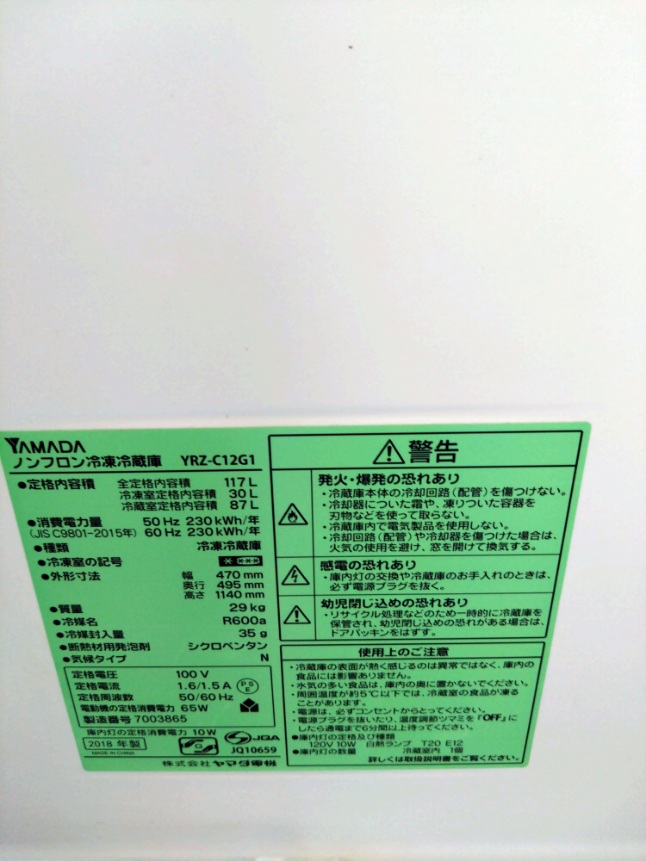 YAMADA
ノンフロン冷凍冷蔵庫 YRZ-C12G1
●定格内容積 全定格内容積 117 L
冷凍室定格内容積 30 L
冷蔵室定格内容積 87 L
●消費電力量 50 Hz 230 kWh/年
(JIS C9801-2015年) 60 Hz 230 kWh/年
●種類 冷凍冷蔵庫
●冷凍室の記号
●外形寸法 幅 470 mm
奥行 495 mm
高さ 1140 mm
●質量 29 kg
●冷媒名 R600a
●冷媒封入量 35 g
●断熱材用発泡剤 シクロペンタン
●気候タイプ N
定格電圧 100 V
定格電流 1.6/1.5 A
定格周波数 50/60 Hz
電動機の定格消費電力 65W
製造番号 7003865
庫内灯の定格消費電力 10W
2018 年製
MADE IN CHINA
JGA
JQ10659
株式会社 ヤマダ電機
警告
発火・爆発の恐れあり
・冷蔵庫本体の冷却回路(配管)を傷つけない。
・冷却器についた霜や、凍りついた容器を
刃物などを使って取らない。
・冷蔵庫内で電気製品を使用しない。
・冷却回路(配管)や冷却器を傷つけた場合は、
火気の使用を避け、窓を開けて換気する。
感電の恐れあり
・庫内灯の交換や冷蔵庫のお手入れのときは、
必ず電源プラグを抜く。
幼児閉じ込めの恐れあり
・リサイクル処理などのため一時的に冷蔵庫を
保管され、幼児閉じ込めの恐れがある場合は、
ドアパッキンをはずす。
使用上のご注意
・冷蔵庫の表面が熱く感じるのは異常ではなく、庫内の
食品には影響ありません。
・水気の多い食品は、庫内の奥に置かないでください。
・周囲温度が約5℃以下では、冷蔵室の食品が凍る
ことがあります。
・電源は、必ずコンセントからとってください。
・電源プラグを抜いたり、温度調節ツマミを「OFF」に
したら通電まで6分間以上待ってください。
●庫内灯の定格及び種類
120V 10W 白熱ランプ T20 E12
●庫内灯の数量 冷蔵室内 1個
詳しくは取扱説明書をご覧ください。